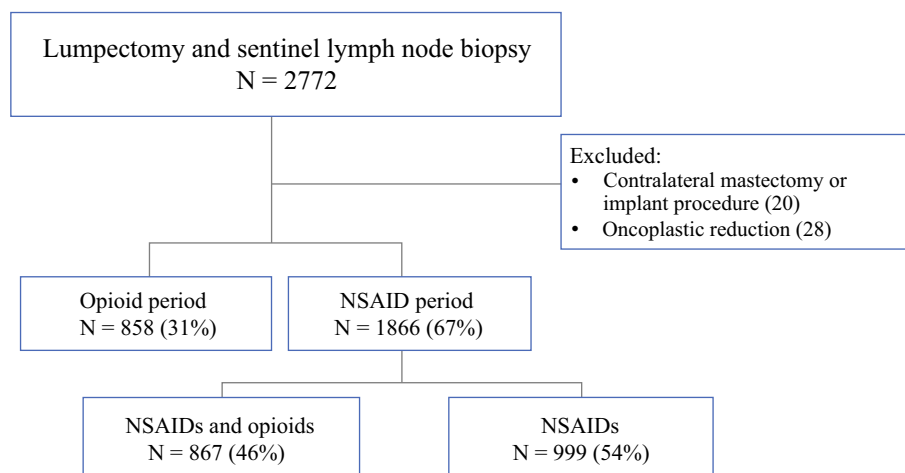 Lumpectomy and sentinel lymph node biopsy
N = 2772
Excluded:
• Contralateral mastectomy or
implant procedure (20)
• Oncoplastic reduction (28)
Opioid period
N = 858 (31%)
NSAID period
N = 1866 (67%)
NSAIDs and opioids
N = 867 (46%)
NSAIDs
N = 999 (54%)